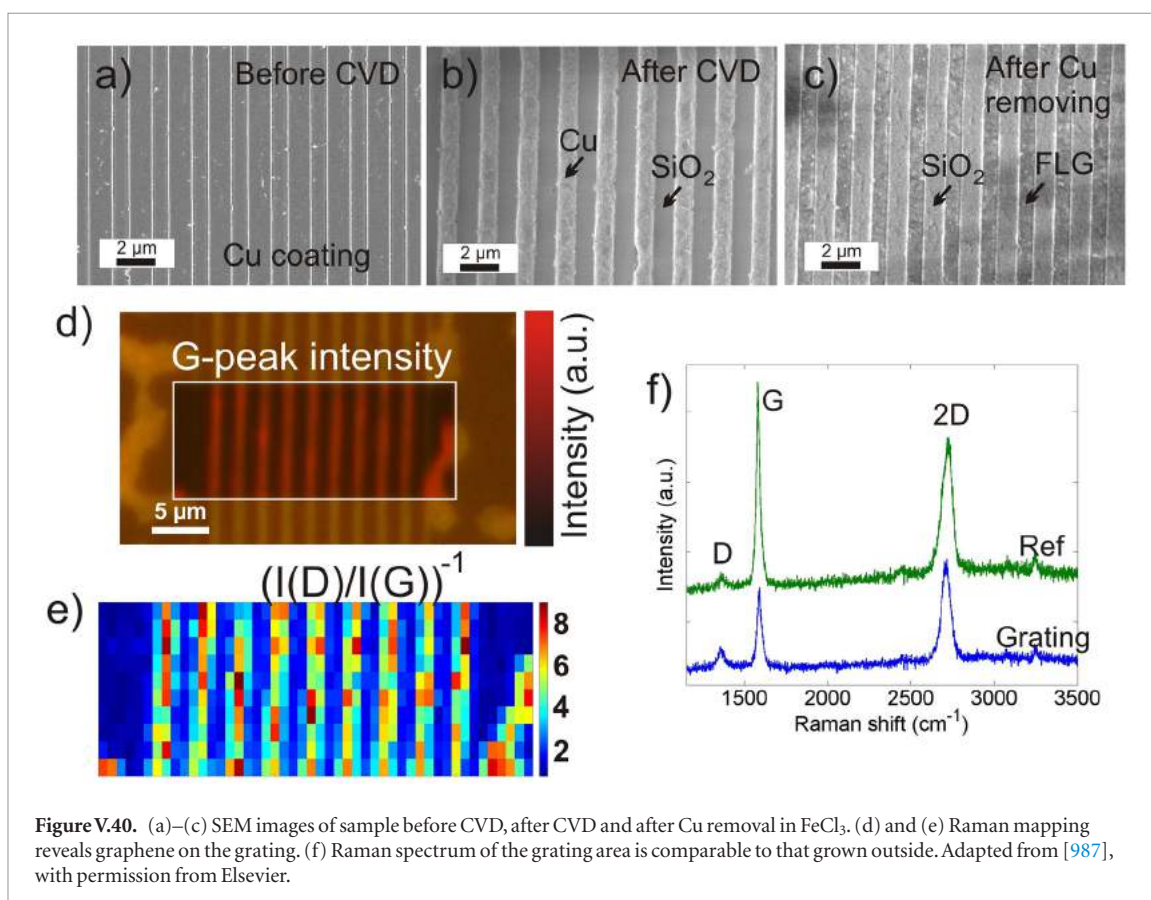 a) Before CVD
2 µm
Cu coating
b) After CVD
Cu
SiO₂
2 µm
c) After Cu
removing
SiO₂ FLG
2 µm
d)
G-peak intensity
5 µm
Intensity (a.u.)
e) (I(D)/I(G))⁻¹
8
6
4
2
f)
G
2D
D
Ref
Grating
Intensity (a.u.)
1500 2000 2500 3000 3500
Raman shift (cm⁻¹)
Figure V.40. (a)–(c) SEM images of sample before CVD, after CVD and after Cu removal in FeCl₃. (d) and (e) Raman mapping
reveals graphene on the grating. (f) Raman spectrum of the grating area is comparable to that grown outside. Adapted from [987],
with permission from Elsevier.